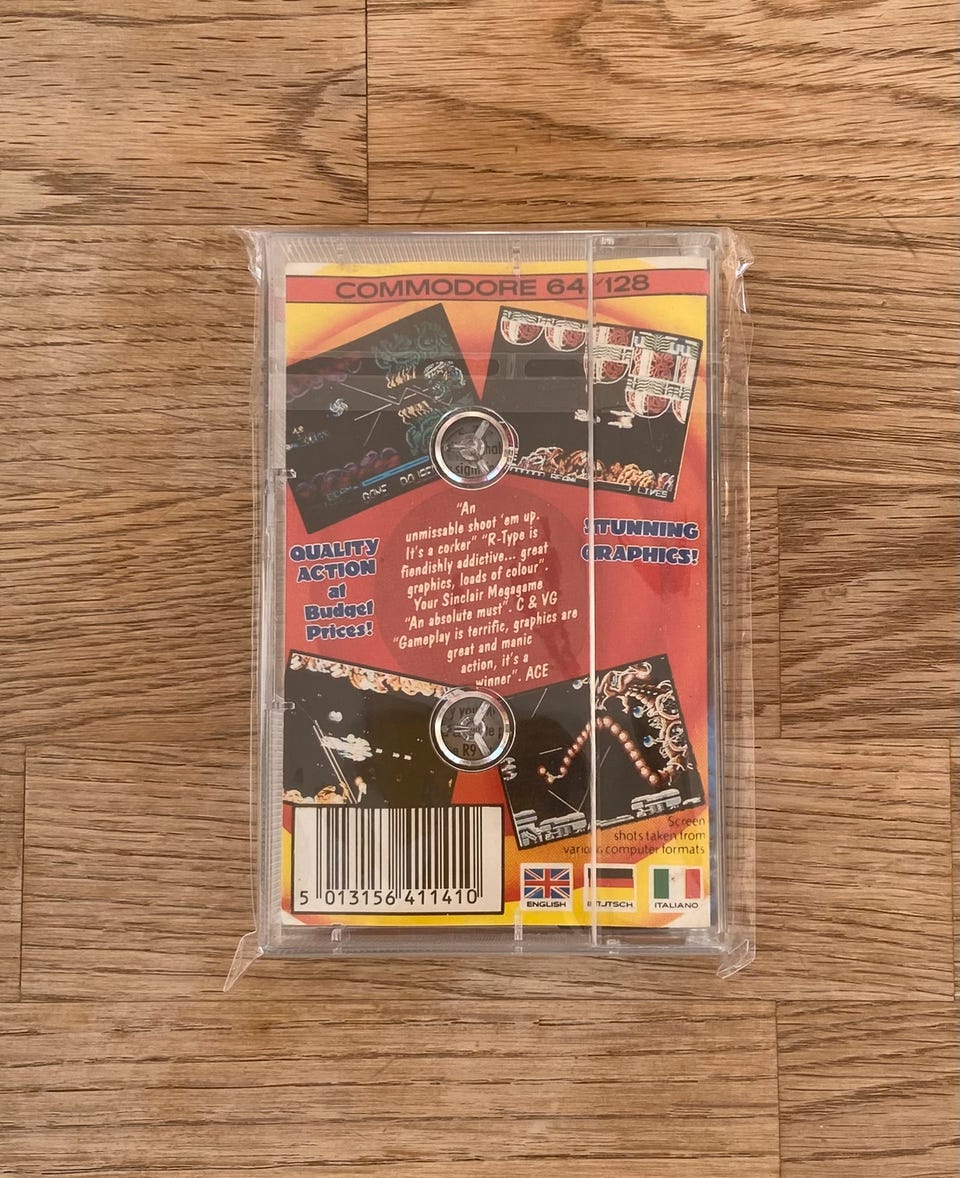 COMMODORE 64/128
LIVES
QUALITY
ACTION
at
Budget
Prices!
"An
unmissable shoot 'em up.
It's a corker" "R-Type is
fiendishly addictive... great
graphics, loads of colour".
Your Sinclair Megagame
"An absolute must". C & VG
"Gameplay is terrific, graphics are
great and manic
action, it's a
winner". ACE
STUNNING
GRAPHICS!
Screen
shots taken from
various computer formats
5 013156 411410
ENGLISH
DEUTSCH
ITALIANO